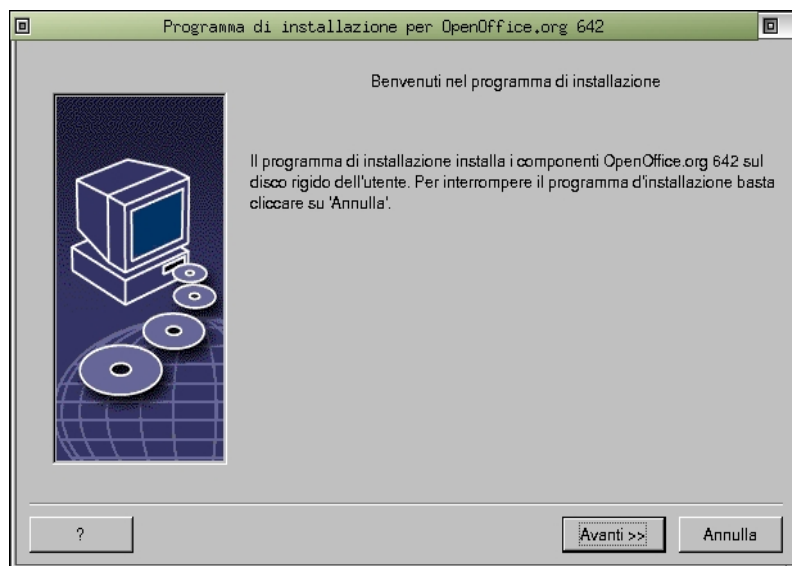 Programma di installazione per OpenOffice.org 642
Benvenuti nel programma di installazione
Il programma di installazione installa i componenti OpenOffice.org 642 sul
disco rigido dell'utente. Per interrompere il programma d'installazione basta
cliccare su 'Annulla'.
?
Avanti >>
Annulla